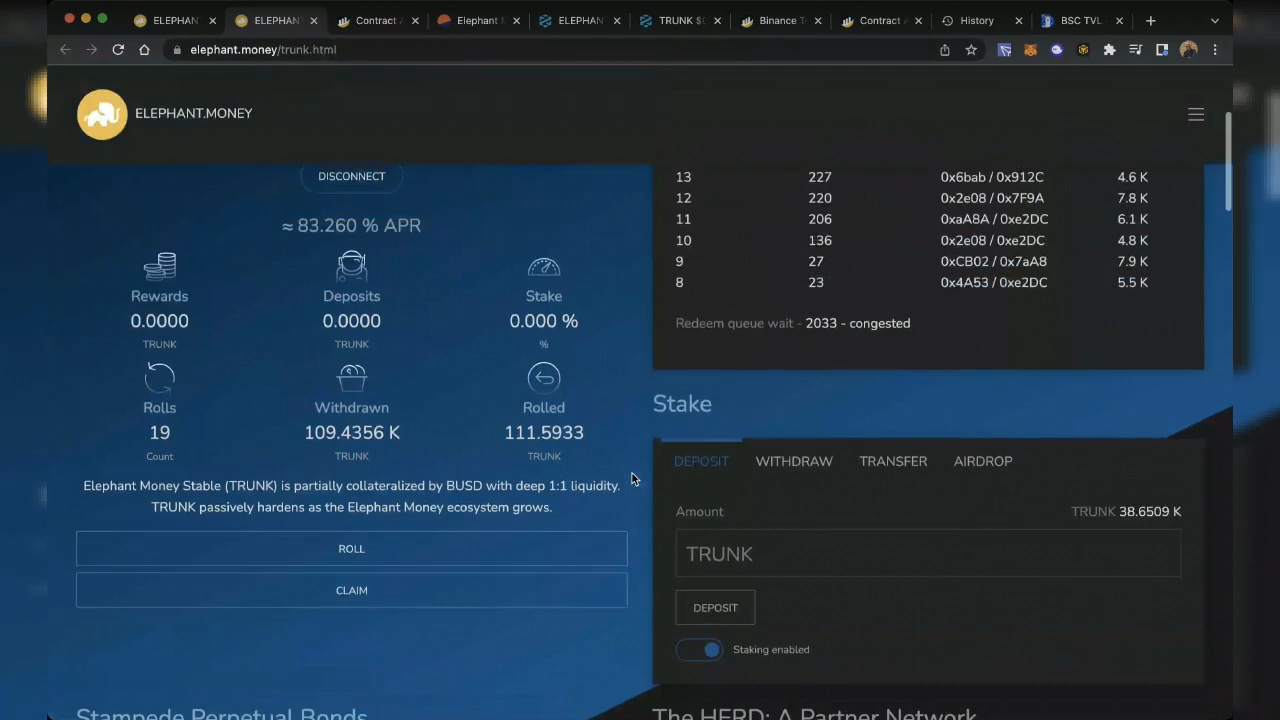 ELEPHANT
ELEPHAN
Contract A
Elephant M
ELEPHAN
TRUNK $
Binance T
Contract A
History
BSC TVL
elephant.money/trunk.html
ELEPHANT.MONEY
DISCONNECT
≈ 83.260 % APR
Rewards
0.0000
TRUNK
Deposits
0.0000
TRUNK
Stake
0.000 %
%
Rolls
19
Count
Withdrawn
109.4356 K
TRUNK
Rolled
111.5933
TRUNK
Elephant Money Stable (TRUNK) is partially collateralized by BUSD with deep 1:1 liquidity.
TRUNK passively hardens as the Elephant Money ecosystem grows.
ROLL
CLAIM
Stampede Perpetual Bonds
13 227 0x6bab / 0x912C 4.6 K
12 220 0x2e08 / 0x7F9A 7.8 K
11 206 0xaA8A / 0xe2DC 6.1 K
10 136 0x2e08 / 0xe2DC 4.8 K
9 27 0xCB02 / 0x7aA8 7.9 K
8 23 0x4A53 / 0xe2DC 5.5 K
Redeem queue wait - 2033 - congested
Stake
DEPOSIT WITHDRAW TRANSFER AIRDROP
Amount TRUNK 38.6509 K
TRUNK
DEPOSIT
Staking enabled
The HERD: A Partner Network